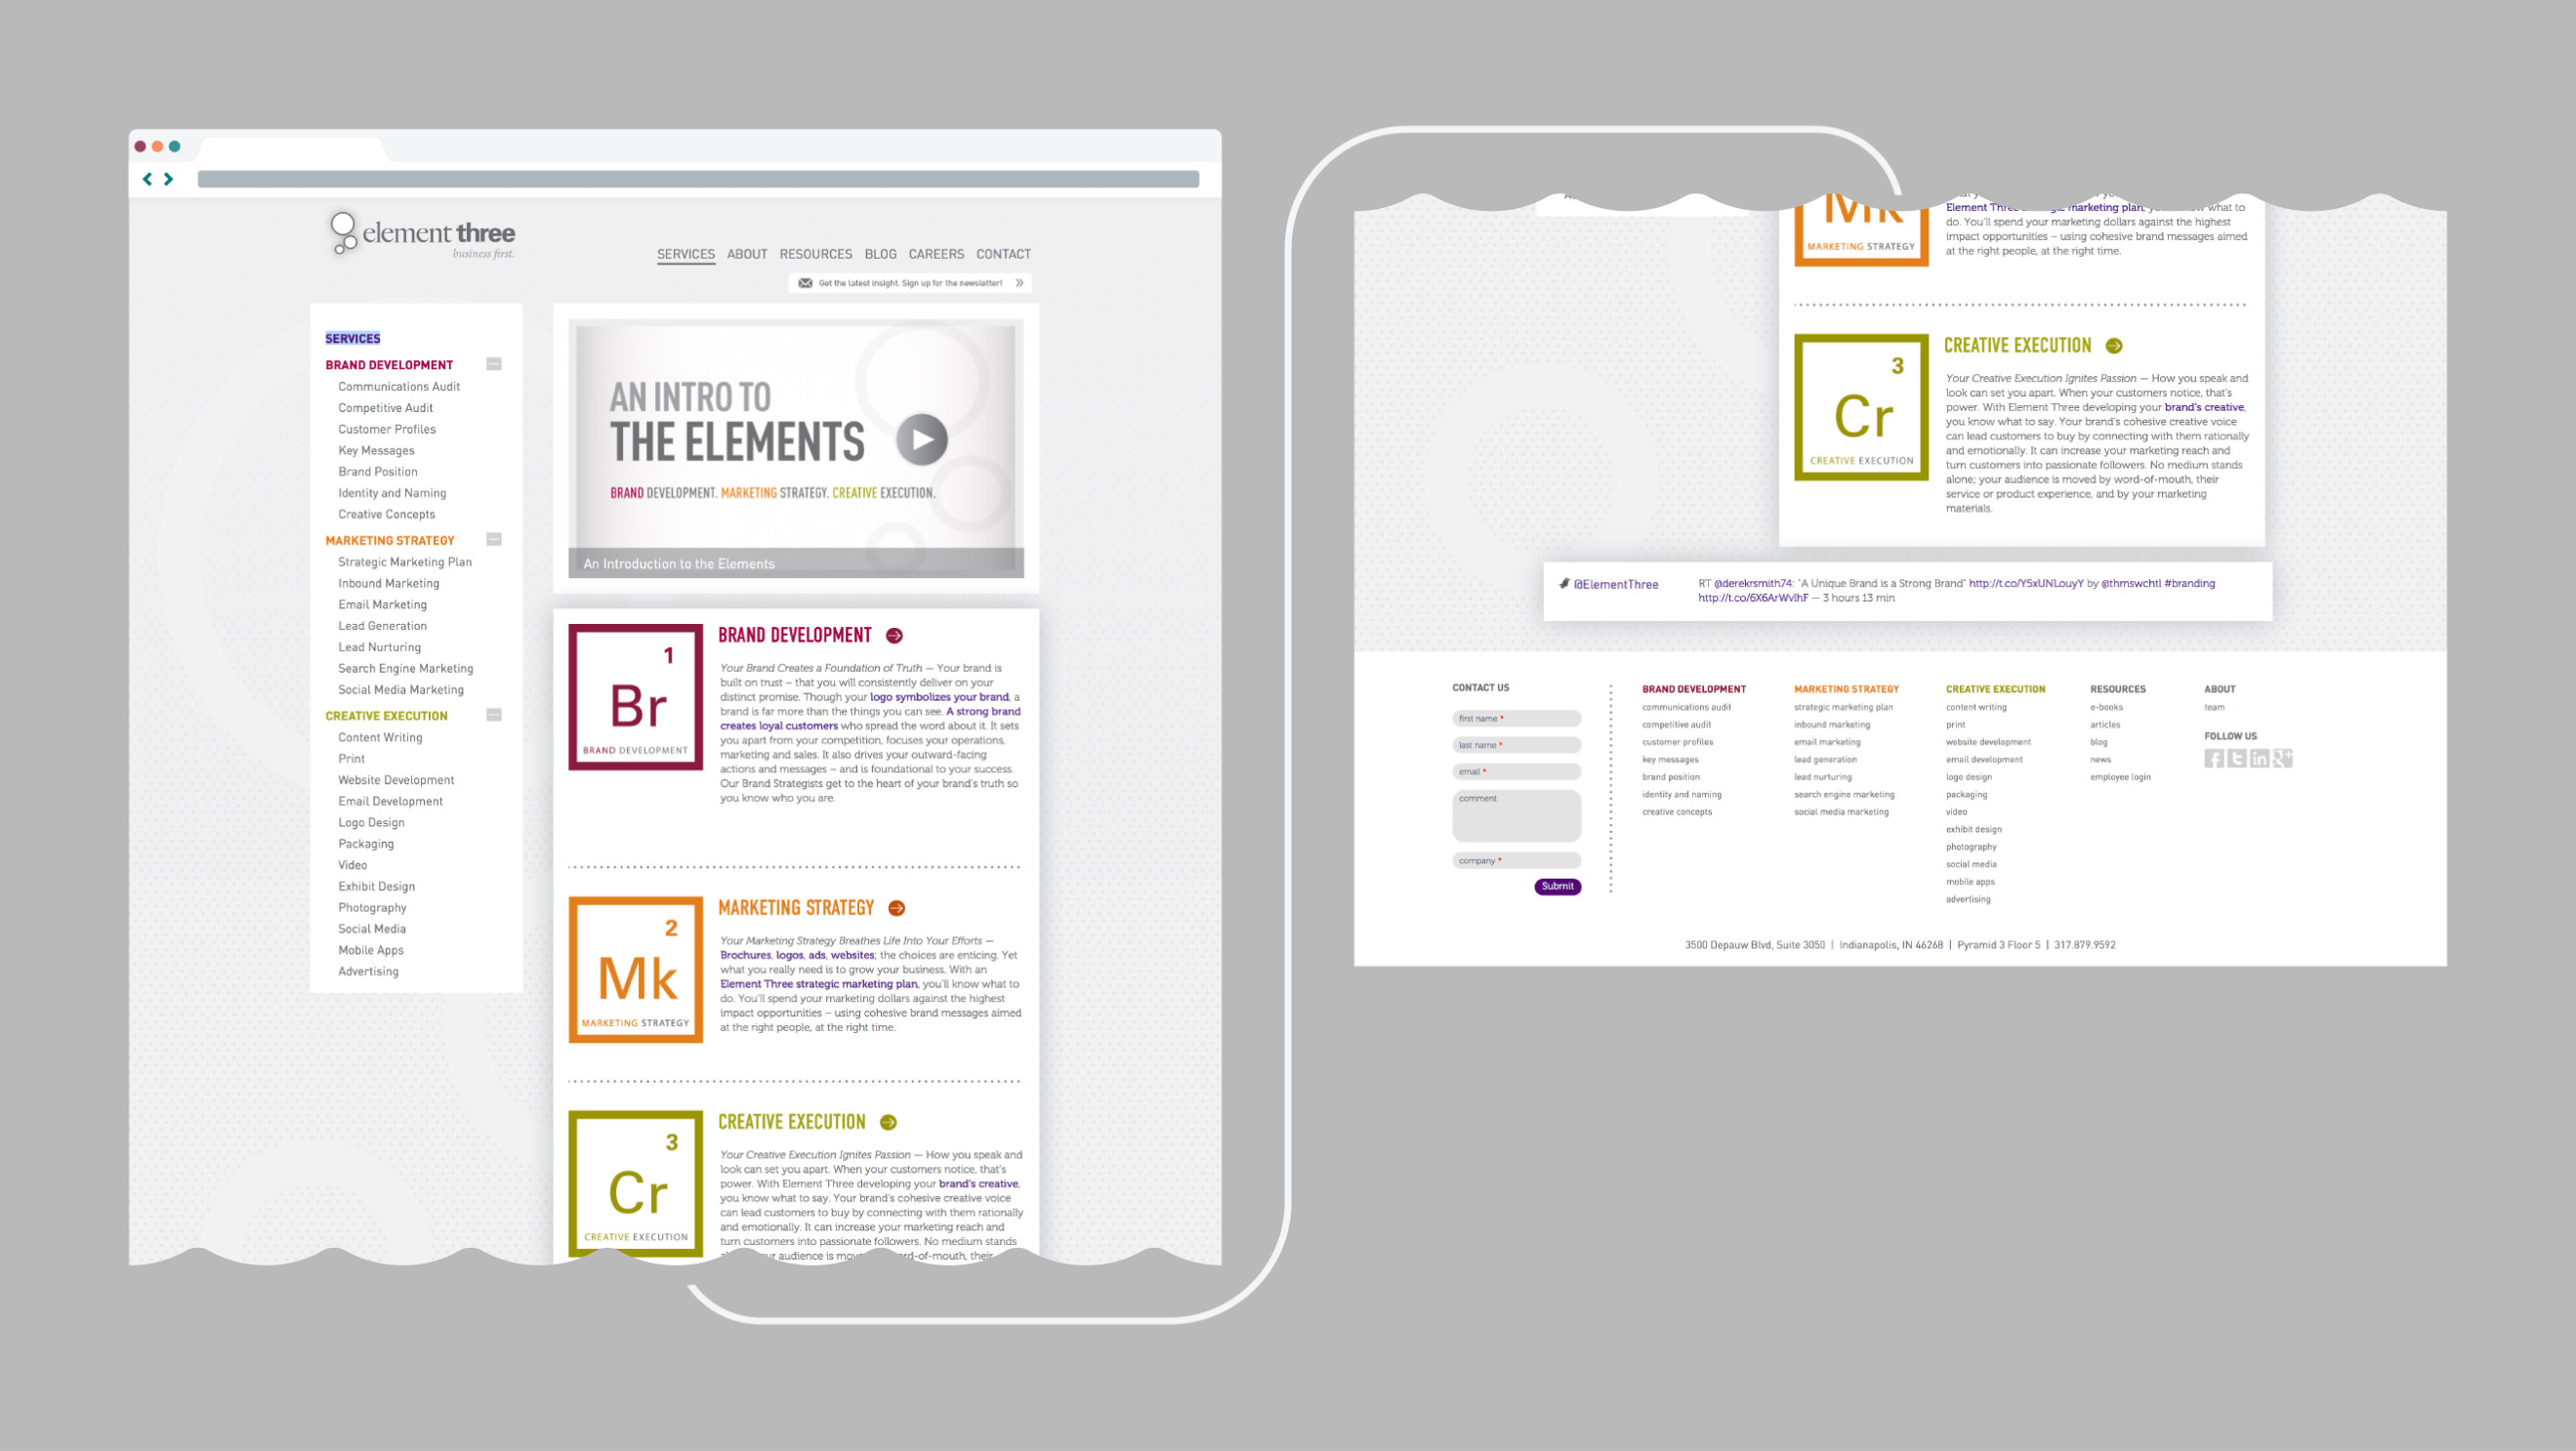 element three
business first.
SERVICES ABOUT RESOURCES BLOG CAREERS CONTACT
Get the latest insight. Sign up for the newsletter! »
SERVICES
BRAND DEVELOPMENT
Communications Audit
Competitive Audit
Customer Profiles
Key Messages
Brand Position
Identity and Naming
Creative Concepts
MARKETING STRATEGY
Strategic Marketing Plan
Inbound Marketing
Email Marketing
Lead Generation
Lead Nurturing
Search Engine Marketing
Social Media Marketing
CREATIVE EXECUTION
Content Writing
Print
Website Development
Email Development
Logo Design
Packaging
Video
Exhibit Design
Photography
Social Media
Mobile Apps
Advertising
AN INTRO TO
THE ELEMENTS
BRAND DEVELOPMENT. MARKETING STRATEGY. CREATIVE EXECUTION.
An Introduction to the Elements
1
Br
BRAND DEVELOPMENT
BRAND DEVELOPMENT
Your Brand Creates a Foundation of Truth — Your brand is
built on trust – that you will consistently deliver on your
distinct promise. Though your logo symbolizes your brand, a
brand is far more than the things you can see. A strong brand
creates loyal customers who spread the word about it. It sets
you apart from your competition, focuses your operations,
marketing and sales. It also drives your outward-facing
actions and messages – and is foundational to your success.
Our Brand Strategists get to the heart of your brand's truth so
you know who you are.
2
Mk
MARKETING STRATEGY
MARKETING STRATEGY
Your Marketing Strategy Breathes Life Into Your Efforts —
Brochures, logos, ads, websites; the choices are enticing. Yet
what you really need is to grow your business. With an
Element Three strategic marketing plan, you'll know what to
do. You'll spend your marketing dollars against the highest
impact opportunities – using cohesive brand messages aimed
at the right people, at the right time.
3
Cr
CREATIVE EXECUTION
CREATIVE EXECUTION
Your Creative Execution Ignites Passion — How you speak and
look can set you apart. When your customers notice, that's
power. With Element Three developing your brand's creative,
you know what to say. Your brand's cohesive creative voice
can lead customers to buy by connecting with them rationally
and emotionally. It can increase your marketing reach and
turn customers into passionate followers. No medium stands
audience is their
Mk
MARKETING STRATEGY
Element marketing plan, what to
do. You'll spend your marketing dollars against the highest
impact opportunities – using cohesive brand messages aimed
at the right people, at the right time.
3
Cr
CREATIVE EXECUTION
CREATIVE EXECUTION
Your Creative Execution Ignites Passion — How you speak and
look can set you apart. When your customers notice, that's
power. With Element Three developing your brand's creative,
you know what to say. Your brand's cohesive creative voice
can lead customers to buy by connecting with them rationally
and emotionally. It can increase your marketing reach and
turn customers into passionate followers. No medium stands
alone; your audience is moved by word-of-mouth, their
service or product experience, and by your marketing
materials.
@ElementThree
RT @derekrsmith74: "A Unique Brand is a Strong Brand" http://t.co/Y5xUNLouyY by @thmswchtl #branding
http://t.co/6X6ArWvlhF — 3 hours 13 min
CONTACT US
first name *
last name *
email *
comment
company *
Submit
BRAND DEVELOPMENT
communications audit
competitive audit
customer profiles
key messages
brand position
identity and naming
creative concepts
MARKETING STRATEGY
strategic marketing plan
inbound marketing
email marketing
lead generation
lead nurturing
search engine marketing
social media marketing
CREATIVE EXECUTION
content writing
print
website development
email development
logo design
packaging
video
exhibit design
photography
social media
mobile apps
advertising
RESOURCES
e-books
articles
blog
news
employee login
ABOUT
team
FOLLOW US
3500 Depauw Blvd, Suite 3050 | Indianapolis, IN 46268 | Pyramid 3 Floor 5 | 317.879.9592